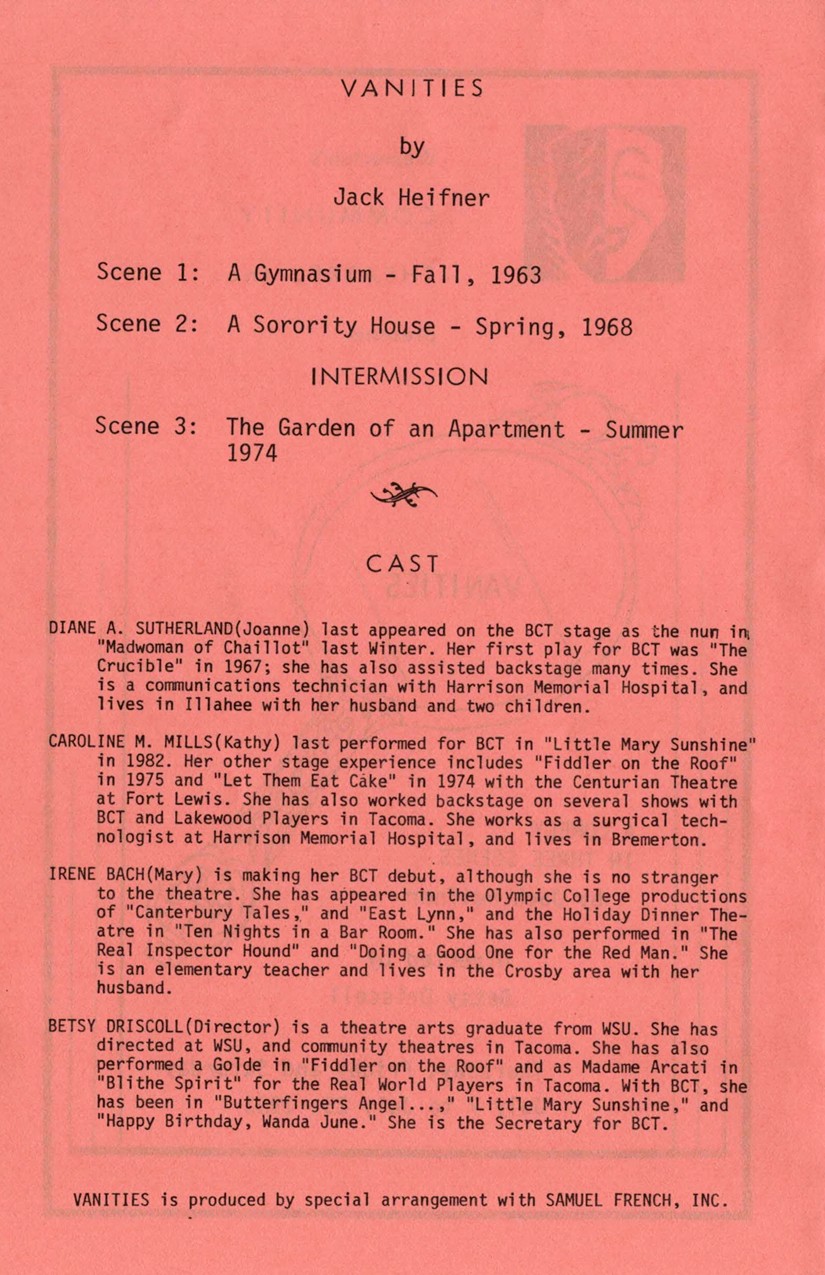 VANITIES
by
Jack Heifner
Scene 1: A Gymnasium - Fall, 1963
Scene 2: A Sorority House - Spring, 1968
INTERMISSION
Scene 3: The Garden of an Apartment - Summer
1974
CAST
DIANE A. SUTHERLAND(Joanne) last appeared on the BCT stage as the nun in
"Madwoman of Chaillot" last Winter. Her first play for BCT was "The
Crucible" in 1967; she has also assisted backstage many times. She
is a communications technician with Harrison Memorial Hospital, and
lives in Illahee with her husband and two children.
CAROLINE M. MILLS(Kathy) last performed for BCT in "Little Mary Sunshine"
in 1982. Her other stage experience includes "Fiddler on the Roof"
in 1975 and "Let Them Eat Cake" in 1974 with the Centurian Theatre
at Fort Lewis. She has also worked backstage on several shows with
BCT and Lakewood Players in Tacoma. She works as a surgical tech-
nologist at Harrison Memorial Hospital, and lives in Bremerton.
IRENE BACH(Mary) is making her BCT debut, although she is no stranger
to the theatre. She has appeared in the Olympic College productions
of "Canterbury Tales," and "East Lynn," and the Holiday Dinner The-
atre in "Ten Nights in a Bar Room." She has also performed in "The
Real Inspector Hound" and "Doing a Good One for the Red Man." She
is an elementary teacher and lives in the Crosby area with her
husband.
BETSY DRISCOLL(Director) is a theatre arts graduate from WSU. She has
directed at WSU, and community theatres in Tacoma. She has also
performed a Golde in "Fiddler on the Roof" and as Madame Arcati in
"Blithe Spirit" for the Real World Players in Tacoma. With BCT, she
has been in "Butterfingers Angel...," "Little Mary Sunshine," and
"Happy Birthday, Wanda June." She is the Secretary for BCT.
VANITIES is produced by special arrangement with SAMUEL FRENCH, INC.